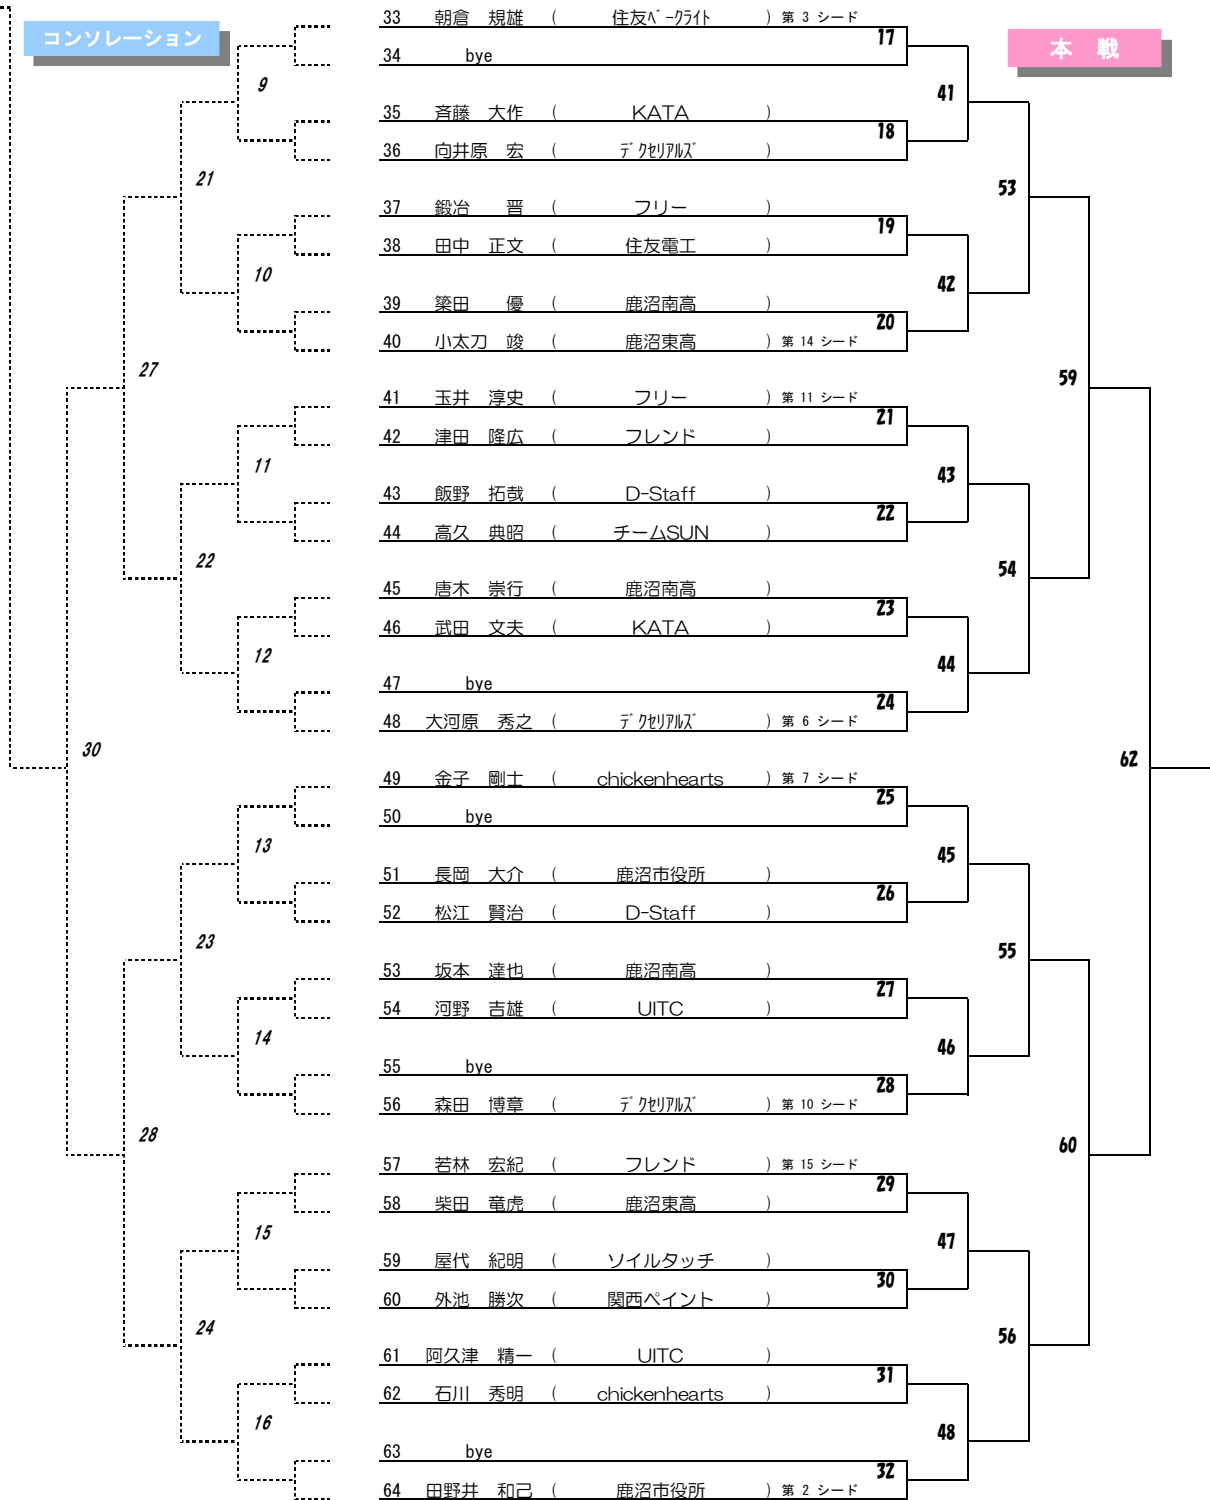 コンソレーション
本 戦
33 朝倉 規雄 ( 住友ﾍﾞｰｸﾗｲﾄ ) 第 3 シード
17
34 bye
9
41
35 斉藤 大作 ( KATA )
18
36 向井原 宏 ( ﾃﾞｸｾﾘｱﾙｽﾞ )
21
53
37 鍛冶 晋 ( フリー )
19
38 田中 正文 ( 住友電工 )
10
42
39 簗田 優 ( 鹿沼南高 )
20
40 小太刀 竣 ( 鹿沼東高 ) 第 14 シード
27
59
41 玉井 淳史 ( フリー ) 第 11 シード
21
42 津田 隆広 ( フレンド )
11
43
43 飯野 拓哉 ( D-Staff )
22
44 高久 典昭 ( チームSUN )
22
54
45 唐木 崇行 ( 鹿沼南高 )
23
46 武田 文夫 ( KATA )
12
44
47 bye
24
48 大河原 秀之 ( ﾃﾞｸｾﾘｱﾙｽﾞ ) 第 6 シード
30
62
49 金子 剛士 ( chickenhearts ) 第 7 シード
25
50 bye
13
45
51 長岡 大介 ( 鹿沼市役所 )
26
52 松江 賢治 ( D-Staff )
23
55
53 坂本 達也 ( 鹿沼南高 )
27
54 河野 吉雄 ( UITC )
14
46
55 bye
28
56 森田 博章 ( ﾃﾞｸｾﾘｱﾙｽﾞ ) 第 10 シード
28
60
57 若林 宏紀 ( フレンド ) 第 15 シード
29
58 柴田 竜虎 ( 鹿沼東高 )
15
47
59 屋代 紀明 ( ソイルタッチ )
30
60 外池 勝次 ( 関西ペイント )
24
56
61 阿久津 精一 ( UITC )
31
62 石川 秀明 ( chickenhearts )
16
48
63 bye
32
64 田野井 和己 ( 鹿沼市役所 ) 第 2 シード